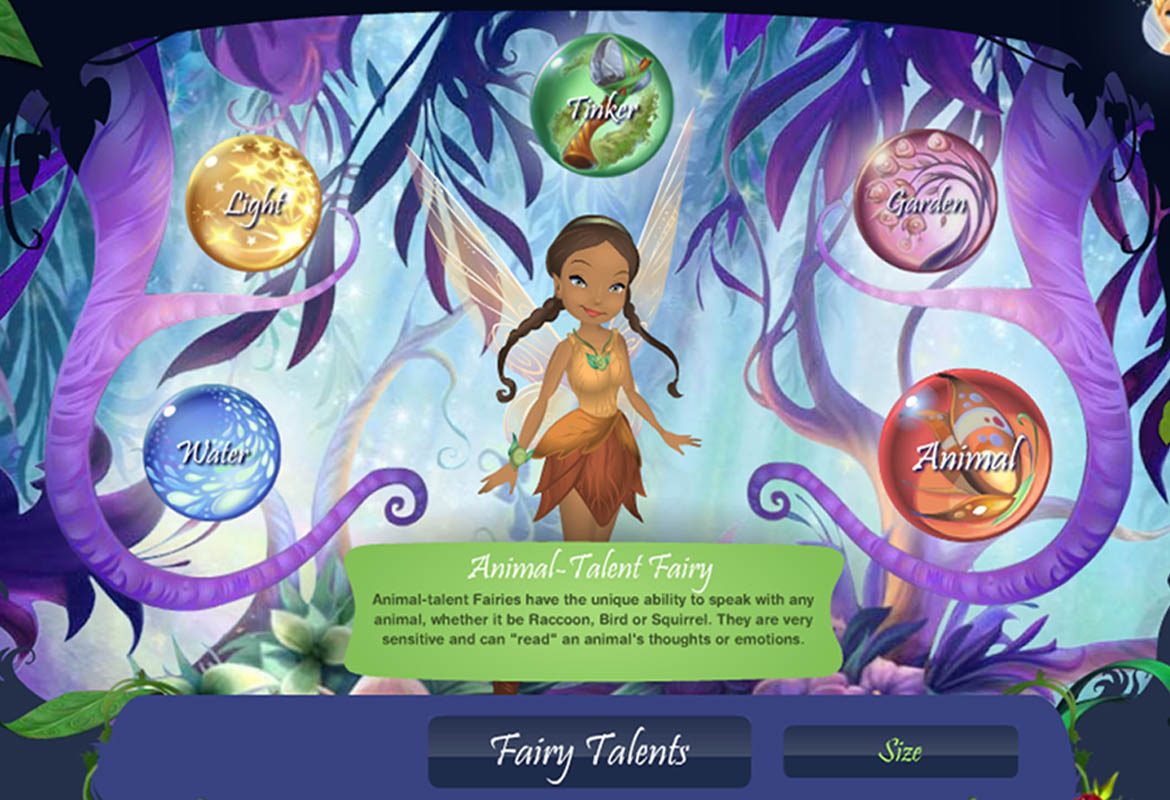 Tinker
Light
Garden
Water
Animal
Animal-Talent Fairy
Animal-talent Fairies have the unique ability to speak with any
animal, whether it be Raccoon, Bird or Squirrel. They are very
sensitive and can "read" an animal's thoughts or emotions.
Fairy Talents
Size